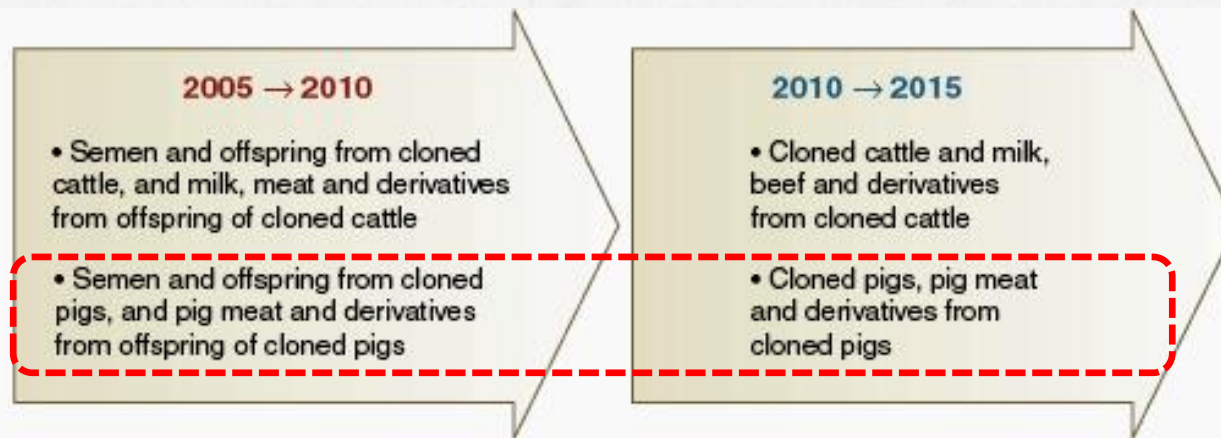 2005 → 2010
• Semen and offspring from cloned
cattle, and milk, meat and derivatives
from offspring of cloned cattle
• Semen and offspring from cloned
pigs, and pig meat and derivatives
from offspring of cloned pigs
2010 → 2015
• Cloned cattle and milk,
beef and derivatives
from cloned cattle
• Cloned pigs, pig meat
and derivatives from
cloned pigs